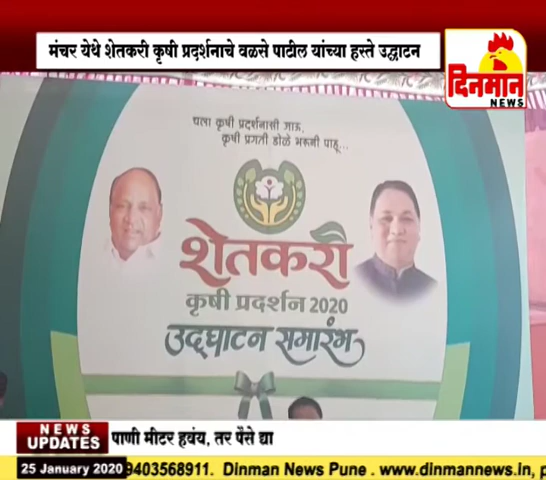 मंचर येथे शेतकरी कृषी प्रदर्शनाचे वळसे पाटील यांच्या हस्ते उद्घाटन
दिनमान
NEWS
चला कृषी प्रदर्शनासी जाऊ,
कृषी प्रगती डोळे भरूनी पाहू...
शेतकरी
कृषी प्रदर्शन 2020
उद्घाटन समारंभ
NEWS
UPDATES
पाणी मीटर हवंय, तर पैसे द्या
25 January 2020
9403568911. Dinman News Pune . www.dinmannews.in, p